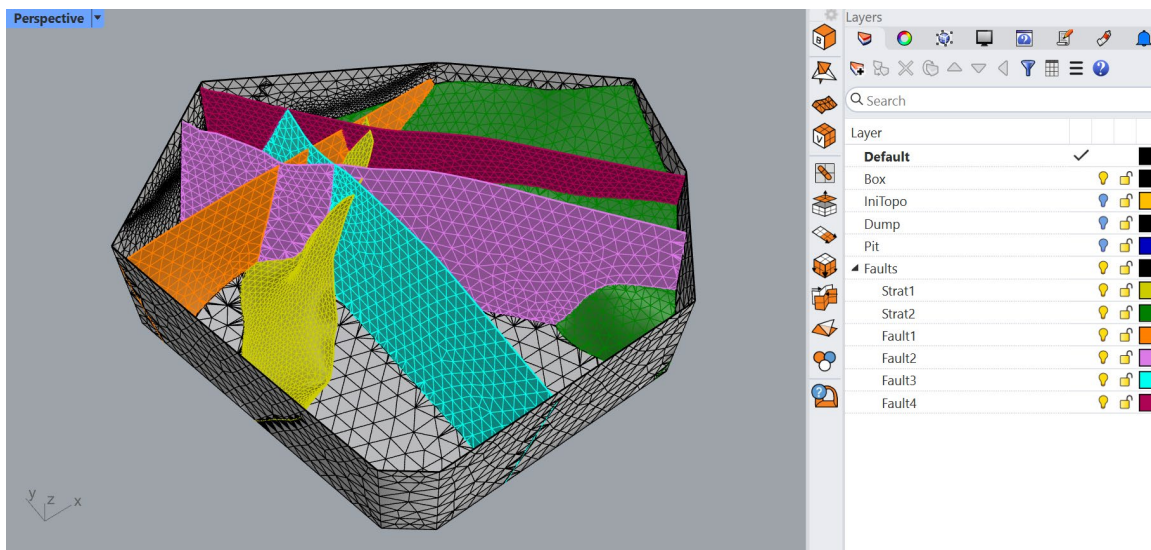 Perspective
y z x
Layers
Search
Layer
Default
Box
IniTopo
Dump
Pit
Faults
Strat1
Strat2
Fault1
Fault2
Fault3
Fault4